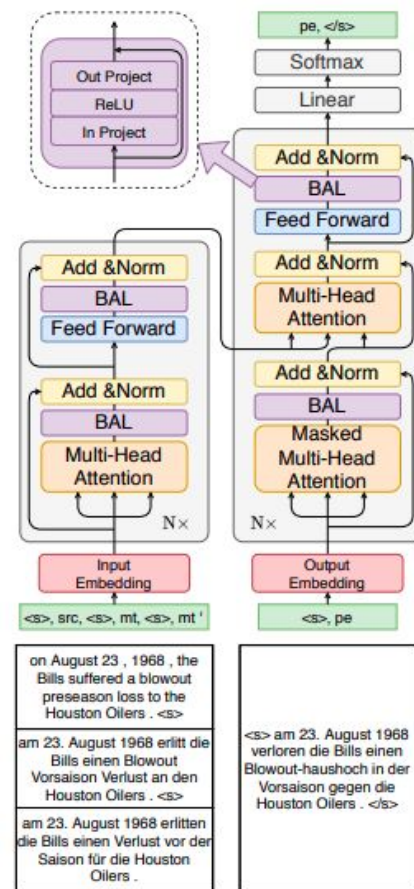 Out Project
ReLU
In Project
pe, </s>
Softmax
Linear
Add &Norm
BAL
Feed Forward
Add &Norm
Multi-Head
Attention
Add &Norm
BAL
Masked
Multi-Head
Attention
N×
Output
Embedding
<s>, pe
Add &Norm
BAL
Feed Forward
Add &Norm
BAL
Multi-Head
Attention
N×
Input
Embedding
<s>, src, <s>, mt, <s>, mt '
on August 23 , 1968 , the
Bills suffered a blowout
preseason loss to the
Houston Oilers . <s>
am 23. August 1968 erlitt die
Bills einen Blowout
Vorsaison Verlust an den
Houston Oilers . <s>
am 23. August 1968 erlitten
die Bills einen Verlust vor der
Saison für die Houston
Oilers .
<s> am 23. August 1968
verloren die Bills einen
Blowout-haushoch in der
Vorsaison gegen die
Houston Oilers . </s>